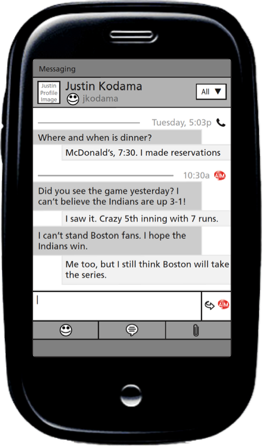 Messaging
Justin
Profile
Image
Justin Kodama
jkodama
All
Tuesday, 5:03p
Where and when is dinner?
McDonald's, 7:30. I made reservations
10:30a
Did you see the game yesterday? I
can't believe the Indians are up 3-1!
I saw it. Crazy 5th inning with 7 runs.
I can't stand Boston fans. I hope the
Indians win.
Me too, but I still think Boston will take
the series.